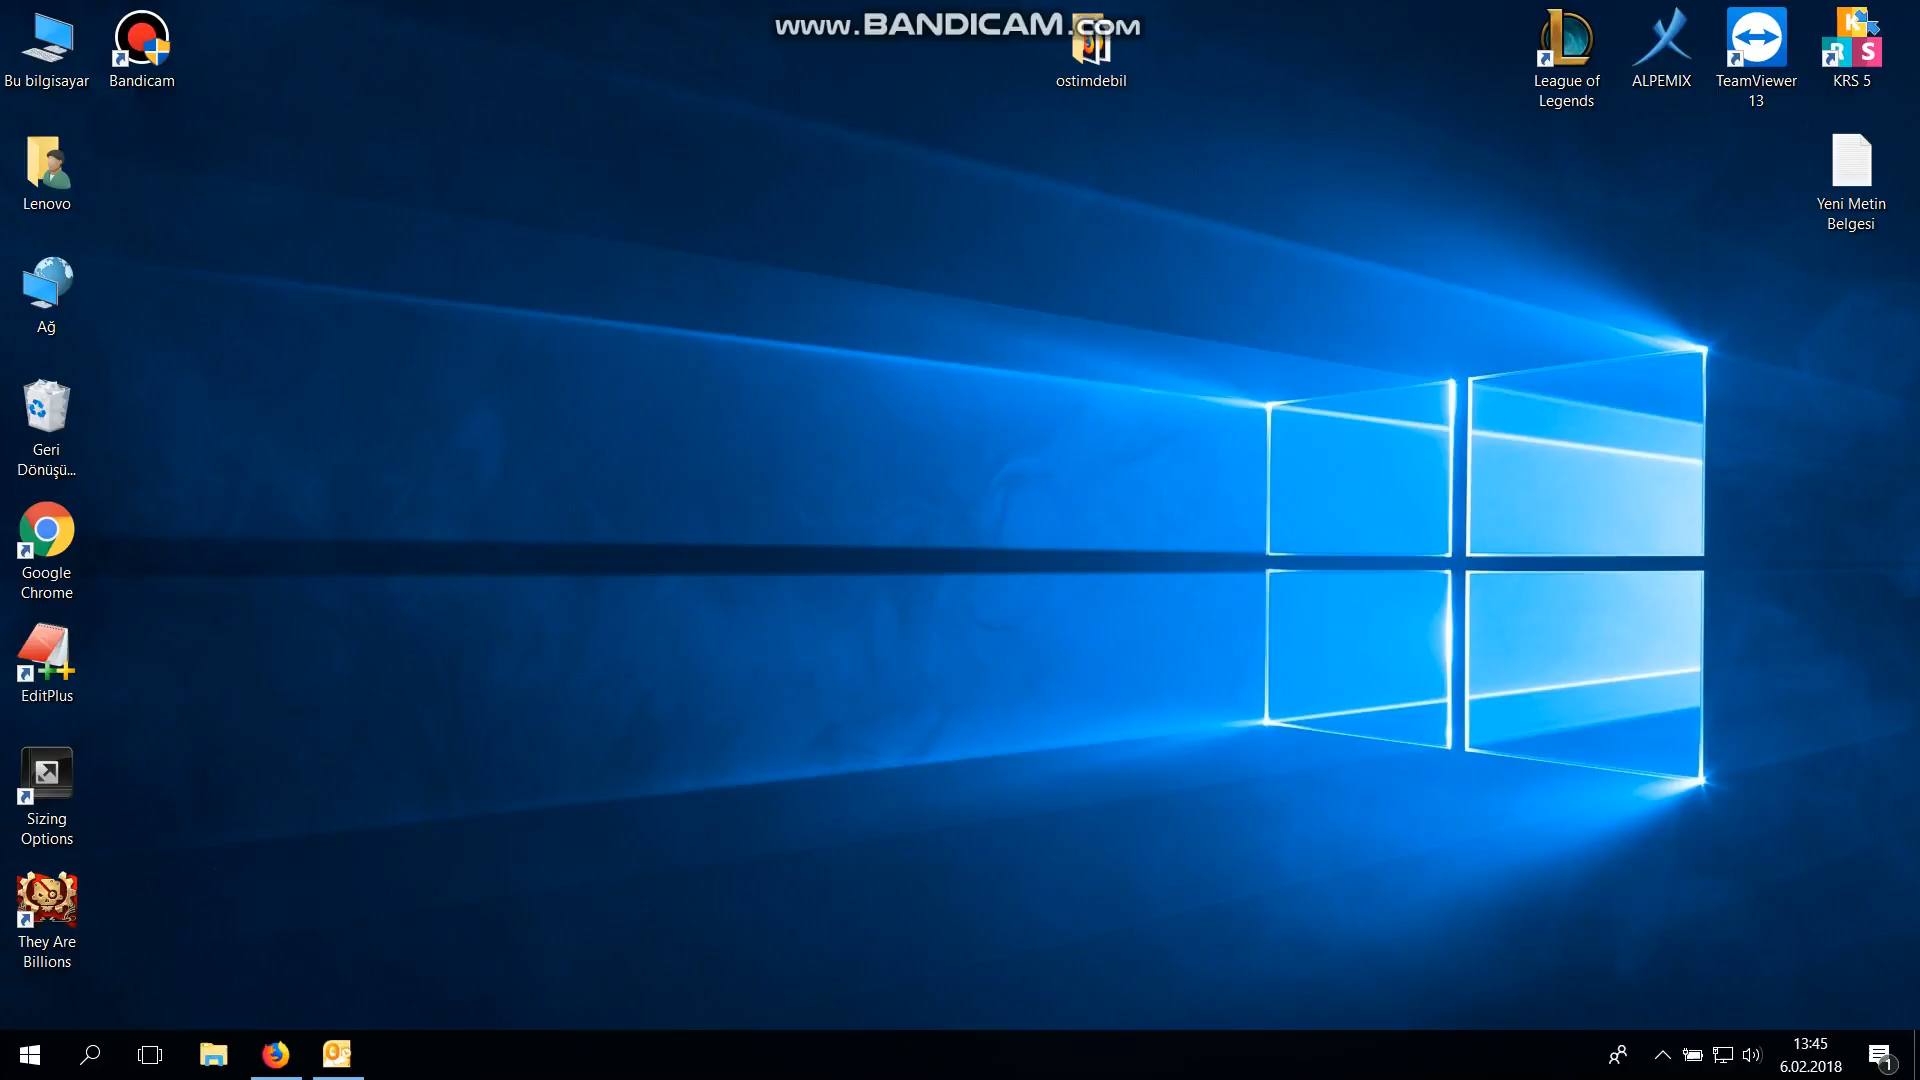 www.BANDICAM.com
Bu bilgisayar
Bandicam
ostimdebil
League of
Legends
ALPEMIX
TeamViewer
13
K
R S
KRS 5
Lenovo
Yeni Metin
Belgesi
Ağ
Geri
Dönüşü...
Google
Chrome
EditPlus
Sizing
Options
They Are
Billions
13:45
6.02.2018
1